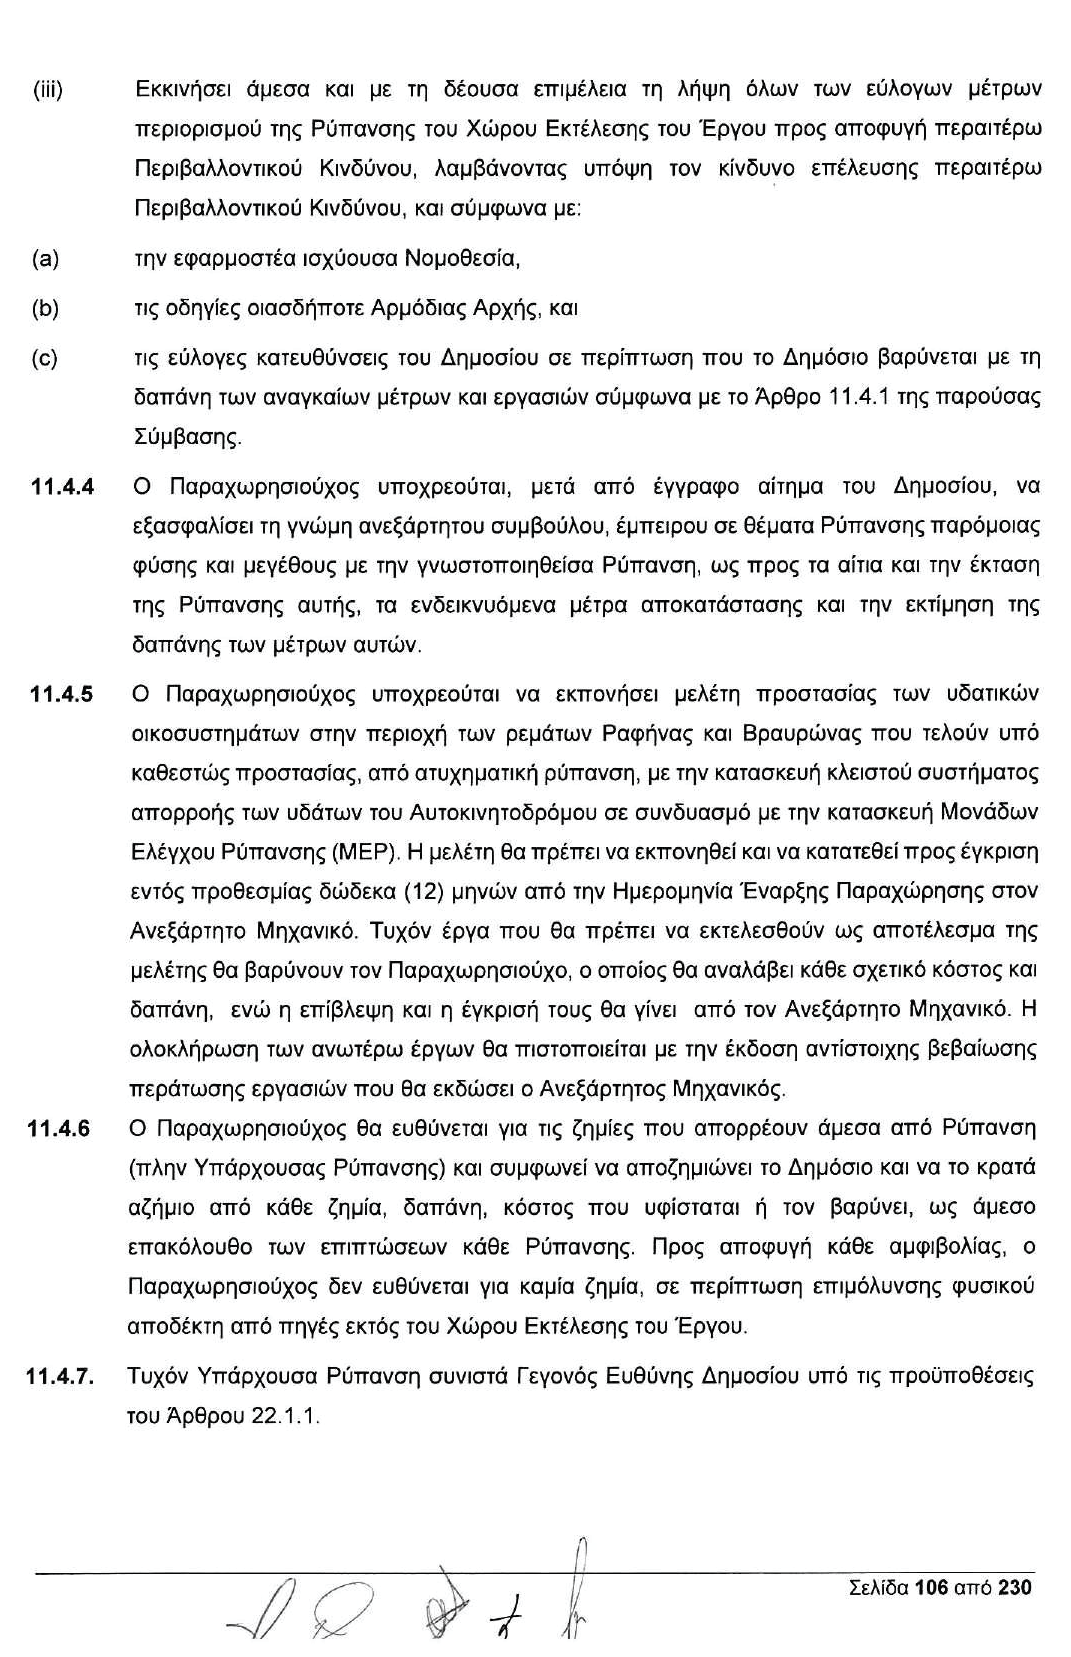 (iii) Εκκινήσει άμεσα και με τη δέουσα επιμέλεια τη λήψη όλων των εύλογων μέτρων
περιορισμού της Ρύπανσης του Χώρου Εκτέλεσης του Έργου προς αποφυγή περαιτέρω
Περιβαλλοντικού Κινδύνου, λαμβάνοντας υπόψη τον κίνδυνο επέλευσης περαιτέρω
Περιβαλλοντικού Κινδύνου, και σύμφωνα με:
(a) την εφαρμοστέα ισχύουσα Νομοθεσία,
(b) τις οδηγίες οιασδήποτε Αρμόδιας Αρχής, και
(c) τις εύλογες κατευθύνσεις του Δημοσίου σε περίπτωση που το Δημόσιο βαρύνεται με τη
δαπάνη των αναγκαίων μέτρων και εργασιών σύμφωνα με το Άρθρο 11.4.1 της παρούσας
Σύμβασης.
11.4.4 Ο Παραχωρησιούχος υποχρεούται, μετά από έγγραφο αίτημα του Δημοσίου, να
εξασφαλίσει τη γνώμη ανεξάρτητου συμβούλου, έμπειρου σε θέματα Ρύπανσης παρόμοιας
φύσης και μεγέθους με την γνωστοποιηθείσα Ρύπανση, ως προς τα αίτια και την έκταση
της Ρύπανσης αυτής, τα ενδεικνυόμενα μέτρα αποκατάστασης και την εκτίμηση της
δαπάνης των μέτρων αυτών.
11.4.5 Ο Παραχωρησιούχος υποχρεούται να εκπονήσει μελέτη προστασίας των υδατικών
οικοσυστημάτων στην περιοχή των ρεμάτων Ραφήνας και Βραυρώνας που τελούν υπό
καθεστώς προστασίας, από ατυχηματική ρύπανση, με την κατασκευή κλειστού συστήματος
απορροής των υδάτων του Αυτοκινητοδρόμου σε συνδυασμό με την κατασκευή Μονάδων
Ελέγχου Ρύπανσης (ΜΕΡ). Η μελέτη θα πρέπει να εκπονηθεί και να κατατεθεί προς έγκριση
εντός προθεσμίας δώδεκα (12) μηνών από την Ημερομηνία Έναρξης Παραχώρησης στον
Ανεξάρτητο Μηχανικό. Τυχόν έργα που θα πρέπει να εκτελεσθούν ως αποτέλεσμα της
μελέτης θα βαρύνουν τον Παραχωρησιούχο, ο οποίος θα αναλάβει κάθε σχετικό κόστος και
δαπάνη, ενώ η επίβλεψη και η έγκρισή τους θα γίνει από τον Ανεξάρτητο Μηχανικό. Η
ολοκλήρωση των ανωτέρω έργων θα πιστοποιείται με την έκδοση αντίστοιχης βεβαίωσης
περάτωσης εργασιών που θα εκδώσει ο Ανεξάρτητος Μηχανικός.
11.4.6 Ο Παραχωρησιούχος θα ευθύνεται για τις ζημίες που απορρέουν άμεσα από Ρύπανση
(πλην Υπάρχουσας Ρύπανσης) και συμφωνεί να αποζημιώνει το Δημόσιο και να το κρατά
αζήμιο από κάθε ζημία, δαπάνη, κόστος που υφίσταται ή τον βαρύνει, ως άμεσο
επακόλουθο των επιπτώσεων κάθε Ρύπανσης. Προς αποφυγή κάθε αμφιβολίας, ο
Παραχωρησιούχος δεν ευθύνεται για καμία ζημία, σε περίπτωση επιμόλυνσης φυσικού
αποδέκτη από πηγές εκτός του Χώρου Εκτέλεσης του Έργου.
11.4.7. Τυχόν Υπάρχουσα Ρύπανση συνιστά Γεγονός Ευθύνης Δημοσίου υπό τις προϋποθέσεις
του Άρθρου 22.1.1.
Σελίδα 106 από 230